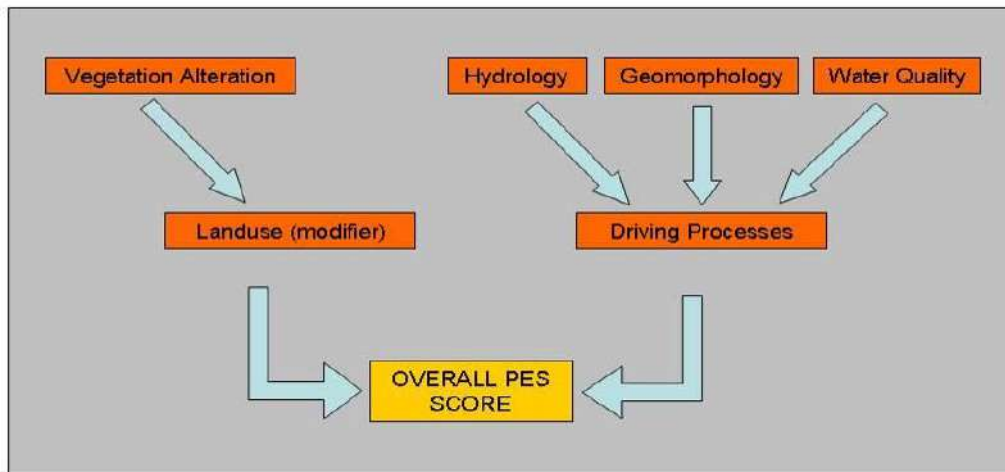 Vegetation Alteration
Hydrology
Geomorphology
Water Quality
Landuse (modifier)
Driving Processes
OVERALL PES
SCORE